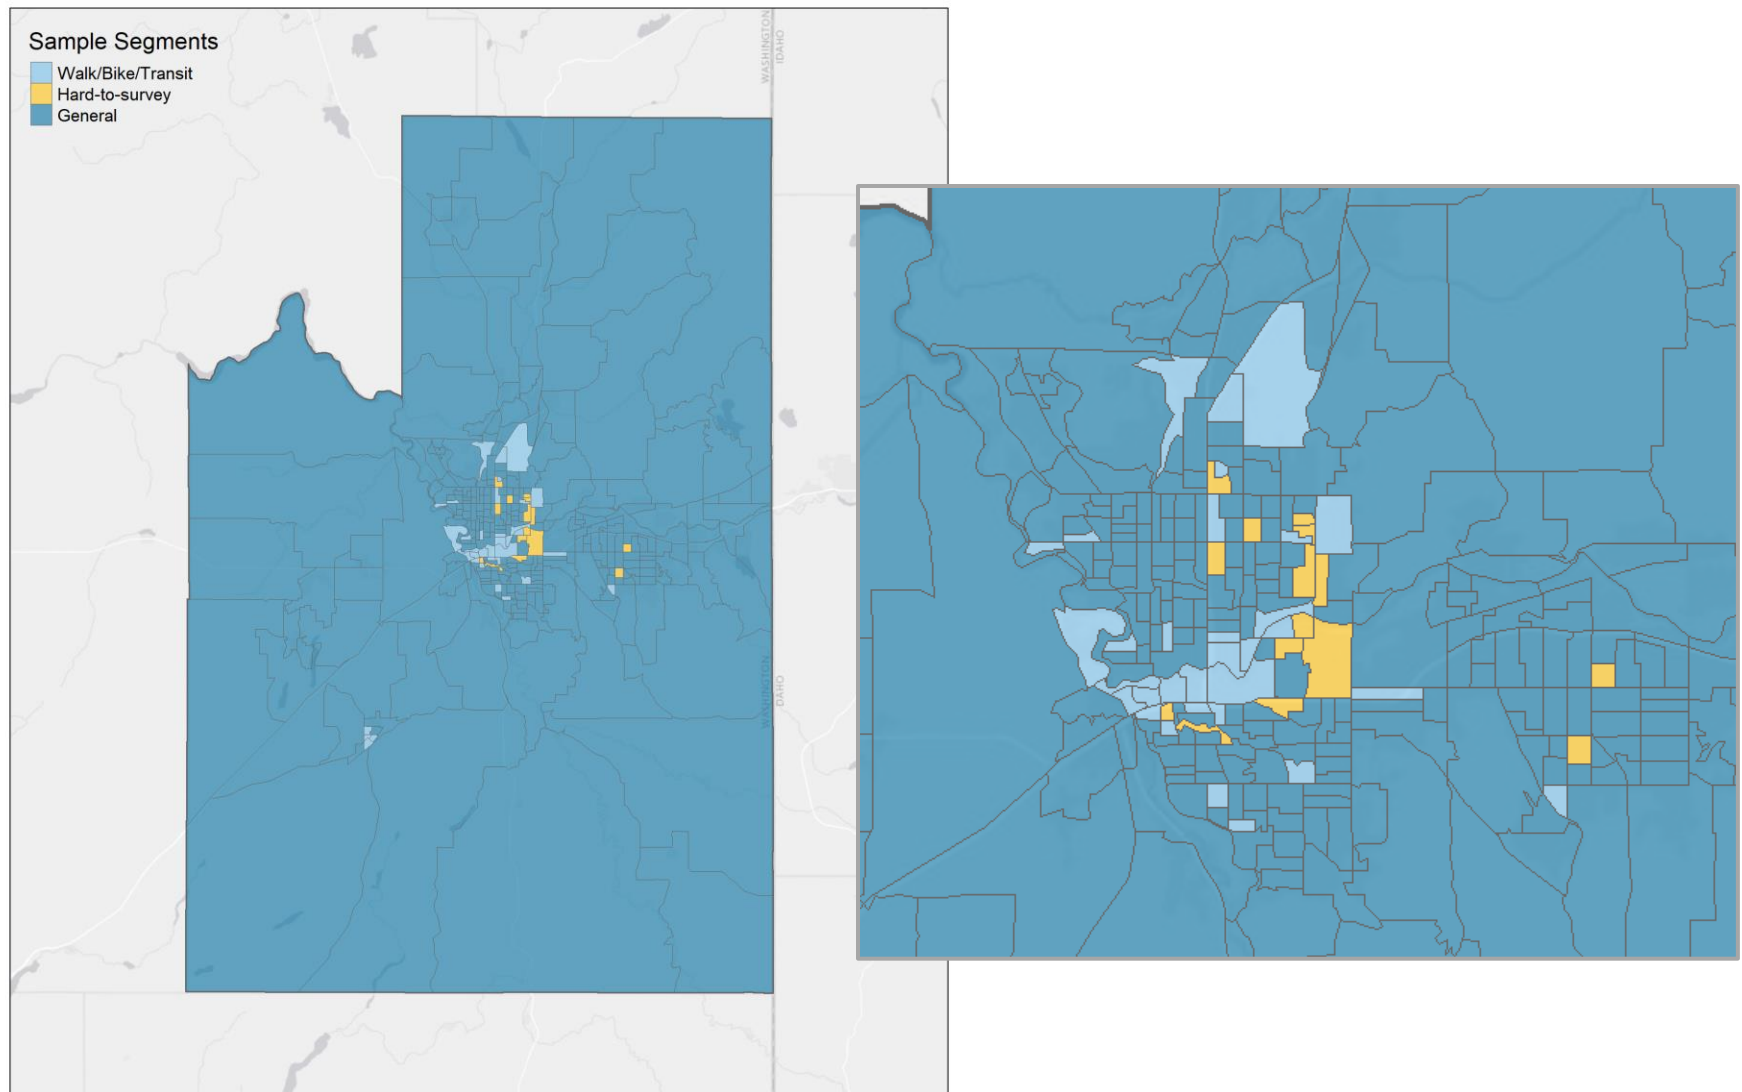 Sample Segments
Walk/Bike/Transit
Hard-to-survey
General
WASHINGTON
IDAHO
WASHINGTON
IDAHO